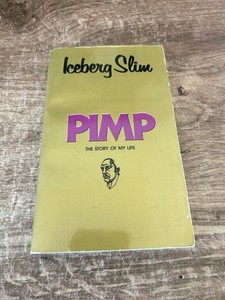 Iceberg Slim
PIMP
THE STORY OF MY LIFE